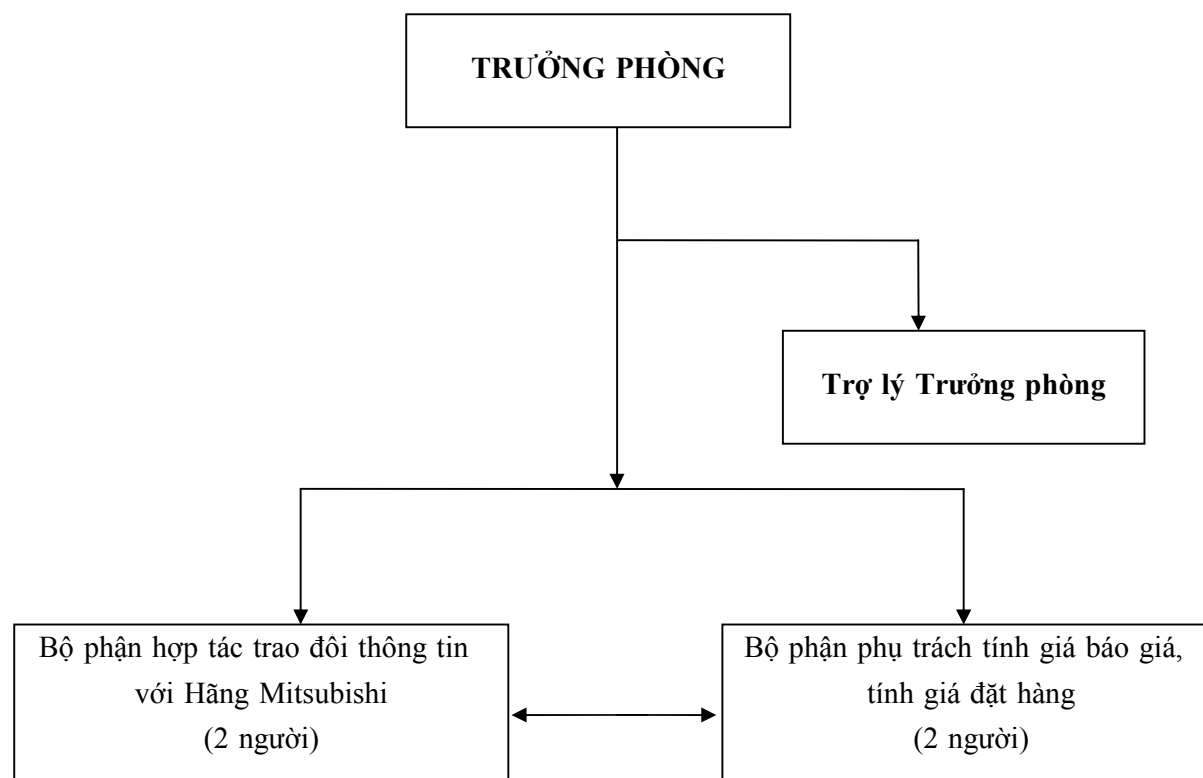 TRƯỞNG PHÒNG
Trợ lý Trưởng phòng
Bộ phận hợp tác trao đôi thông tin
với Hãng Mitsubishi
(2 người)
Bộ phận phụ trách tính giá báo giá,
tính giá đặt hàng
(2 người)